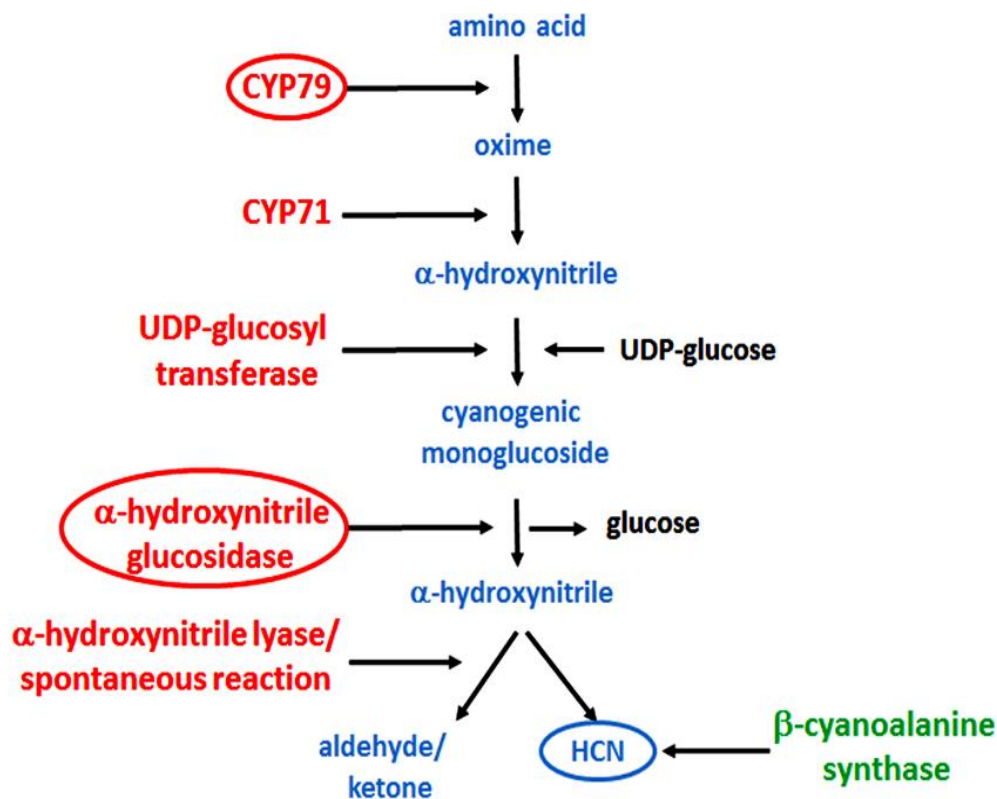 amino acid
CYP79
oxime
CYP71
α-hydroxynitrile
UDP-glucosyl
transferase
UDP-glucose
cyanogenic
monoglucoside
α-hydroxynitrile
glucosidase
glucose
α-hydroxynitrile
α-hydroxynitrile lyase/
spontaneous reaction
aldehyde/
ketone
HCN
β-cyanoalanine
synthase